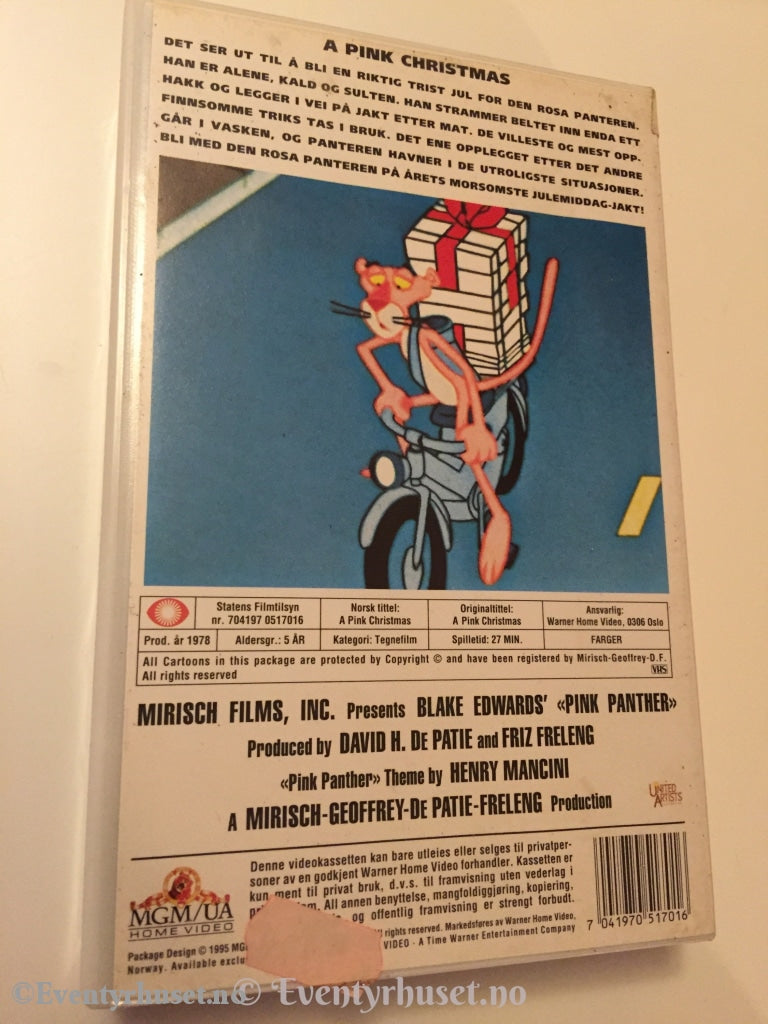 A PINK CHRISTMAS
DET SER UT TIL Å BLI EN RIKTIG TRIST JUL FOR DEN ROSA PANTEREN.
HAN ER ALENE, KALD OG SULTEN. HAN STRAMMER BELTET INN ENDA ETT
HAKK OG LEGGER I VEI PÅ JAKT ETTER MAT. DE VILLESTE OG MEST OPP-
FINNSOMME TRIKS TAS I BRUK. DET ENE OPPLEGGET ETTER DET ANDRE
GÅR I VASKEN, OG PANTEREN HAVNER I DE UTROLIGSTE SITUASJONER.
BLI MED DEN ROSA PANTEREN PÅ ÅRETS MORSOMSTE JULEMIDDAG-JAKT!
Statens Filmtilsyn
nr. 704197 0517016
Norsk tittel:
A Pink Christmas
Originaltittel:
A Pink Christmas
Ansvarlig:
Warner Home Video, 0306 Oslo
Prod. år 1978
Aldersgr.: 5 ÅR
Kategori: Tegnefilm
Spilletid: 27 MIN.
FARGER
All Cartoons in this package are protected by Copyright © and have been registered by Mirisch-Geoffrey-D.F.
All rights reserved
VHS
MIRISCH FILMS, INC. Presents BLAKE EDWARDS' «PINK PANTHER»
Produced by DAVID H. DE PATIE and FRIZ FRELENG
«Pink Panther» Theme by HENRY MANCINI
A MIRISCH-GEOFFREY-DE PATIE-FRELENG Production
UNITED
ARTISTS
Denne videokassetten kan bare utleies eller selges til privatper-
soner av en godkjent Warner Home Video forhandler. Kassetten er
kun ment til privat bruk, d.v.s. til framvisning uten vederlag i
All annen benyttelse, mangfoldiggjøring, kopiering,
og offentlig framvisning er strengt forbudt.
MGM/UA
HOME VIDEO
Package Design © 1995
rights reserved. Markedsføres av Warner Home Video,
Norway. Available
VIDEO - A Time Warner Entertainment Company
7 041970 517016
©Eventyrhuset.no © Eventyrhuset.no